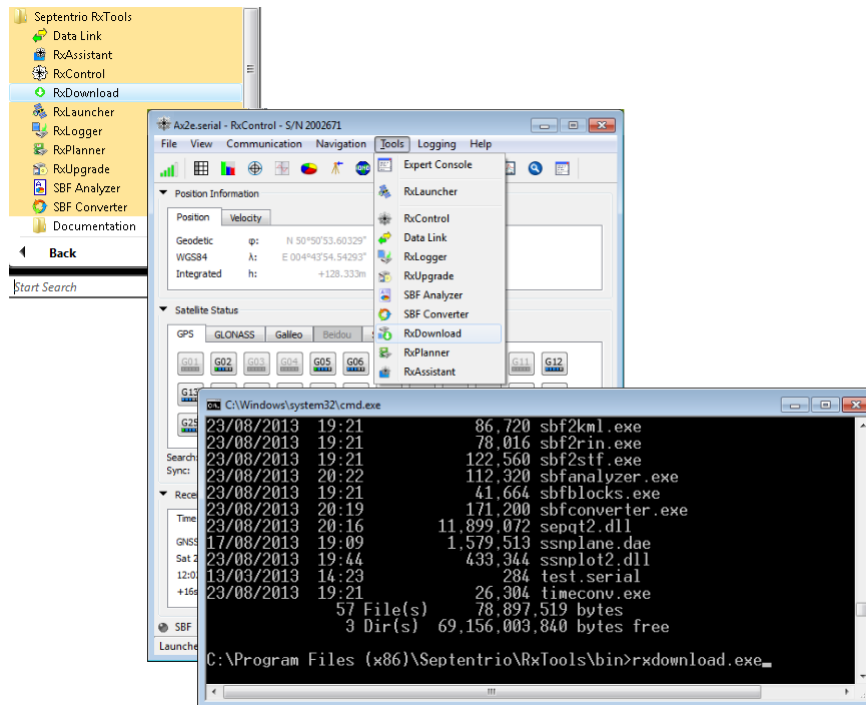 Septentrio RxTools
Data Link
RxAssistant
RxControl
RxDownload
RxLauncher
RxLogger
RxPlanner
RxUpgrade
SBF Analyzer
SBF Converter
Documentation
Back
Start Search
Ax2e.serial - RxControl - S/N 2002671
File View Communication Navigation Tools Logging Help
Position Information
Position Velocity
Geodetic φ: N 50°50'53.60329"
WGS84 λ: E 004°43'54.54293"
Integrated h: +128.333m
Satellite Status
GPS GLONASS Galileo Beidou
G01 G02 G03 G04 G05 G06 G11 G12
G13
G25
Search:
Sync:
Time
GNSS
12:0
+16s
SBF
Expert Console
RxLauncher
RxControl
Data Link
RxLogger
RxUpgrade
SBF Analyzer
SBF Converter
RxDownload
RxPlanner
RxAssistant
C:\Windows\system32\cmd.exe
23/08/2013 19:21 86,720 sbf2kml.exe
23/08/2013 19:21 78,016 sbf2rin.exe
23/08/2013 19:21 122,560 sbf2stf.exe
23/08/2013 20:22 112,320 sbfanalyzer.exe
23/08/2013 19:21 41,664 sbfblocks.exe
23/08/2013 20:19 171,200 sbfconverter.exe
23/08/2013 20:16 11,899,072 sepqt2.dll
17/08/2013 19:09 1,579,513 ssnplane.dae
23/08/2013 19:44 433,344 ssnplot2.dll
13/03/2013 14:23 284 test.serial
23/08/2013 19:21 26,304 timeconv.exe
57 File(s) 78,897,519 bytes
3 Dir(s) 69,156,003,840 bytes free
C:\Program Files (x86)\Septentrio\RxTools\bin>rxdownload.exe